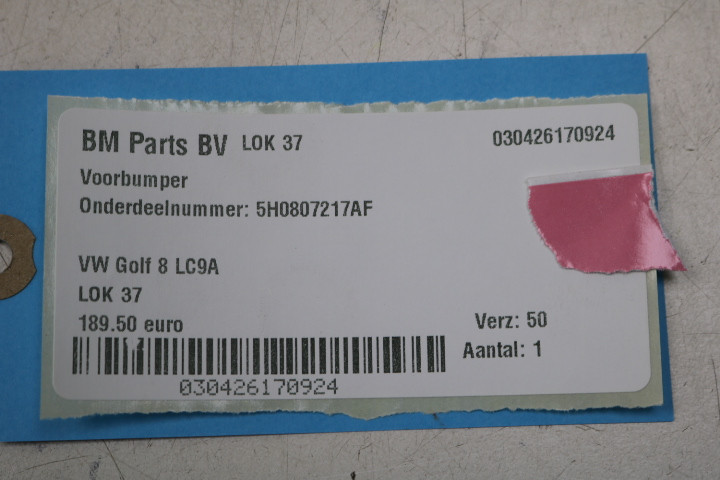 BM Parts BV LOK 37 030426170924
Voorbumper
Onderdeelnummer: 5H0807217AF
VW Golf 8 LC9A
LOK 37
189.50 euro Verz: 50
Aantal: 1
030426170924